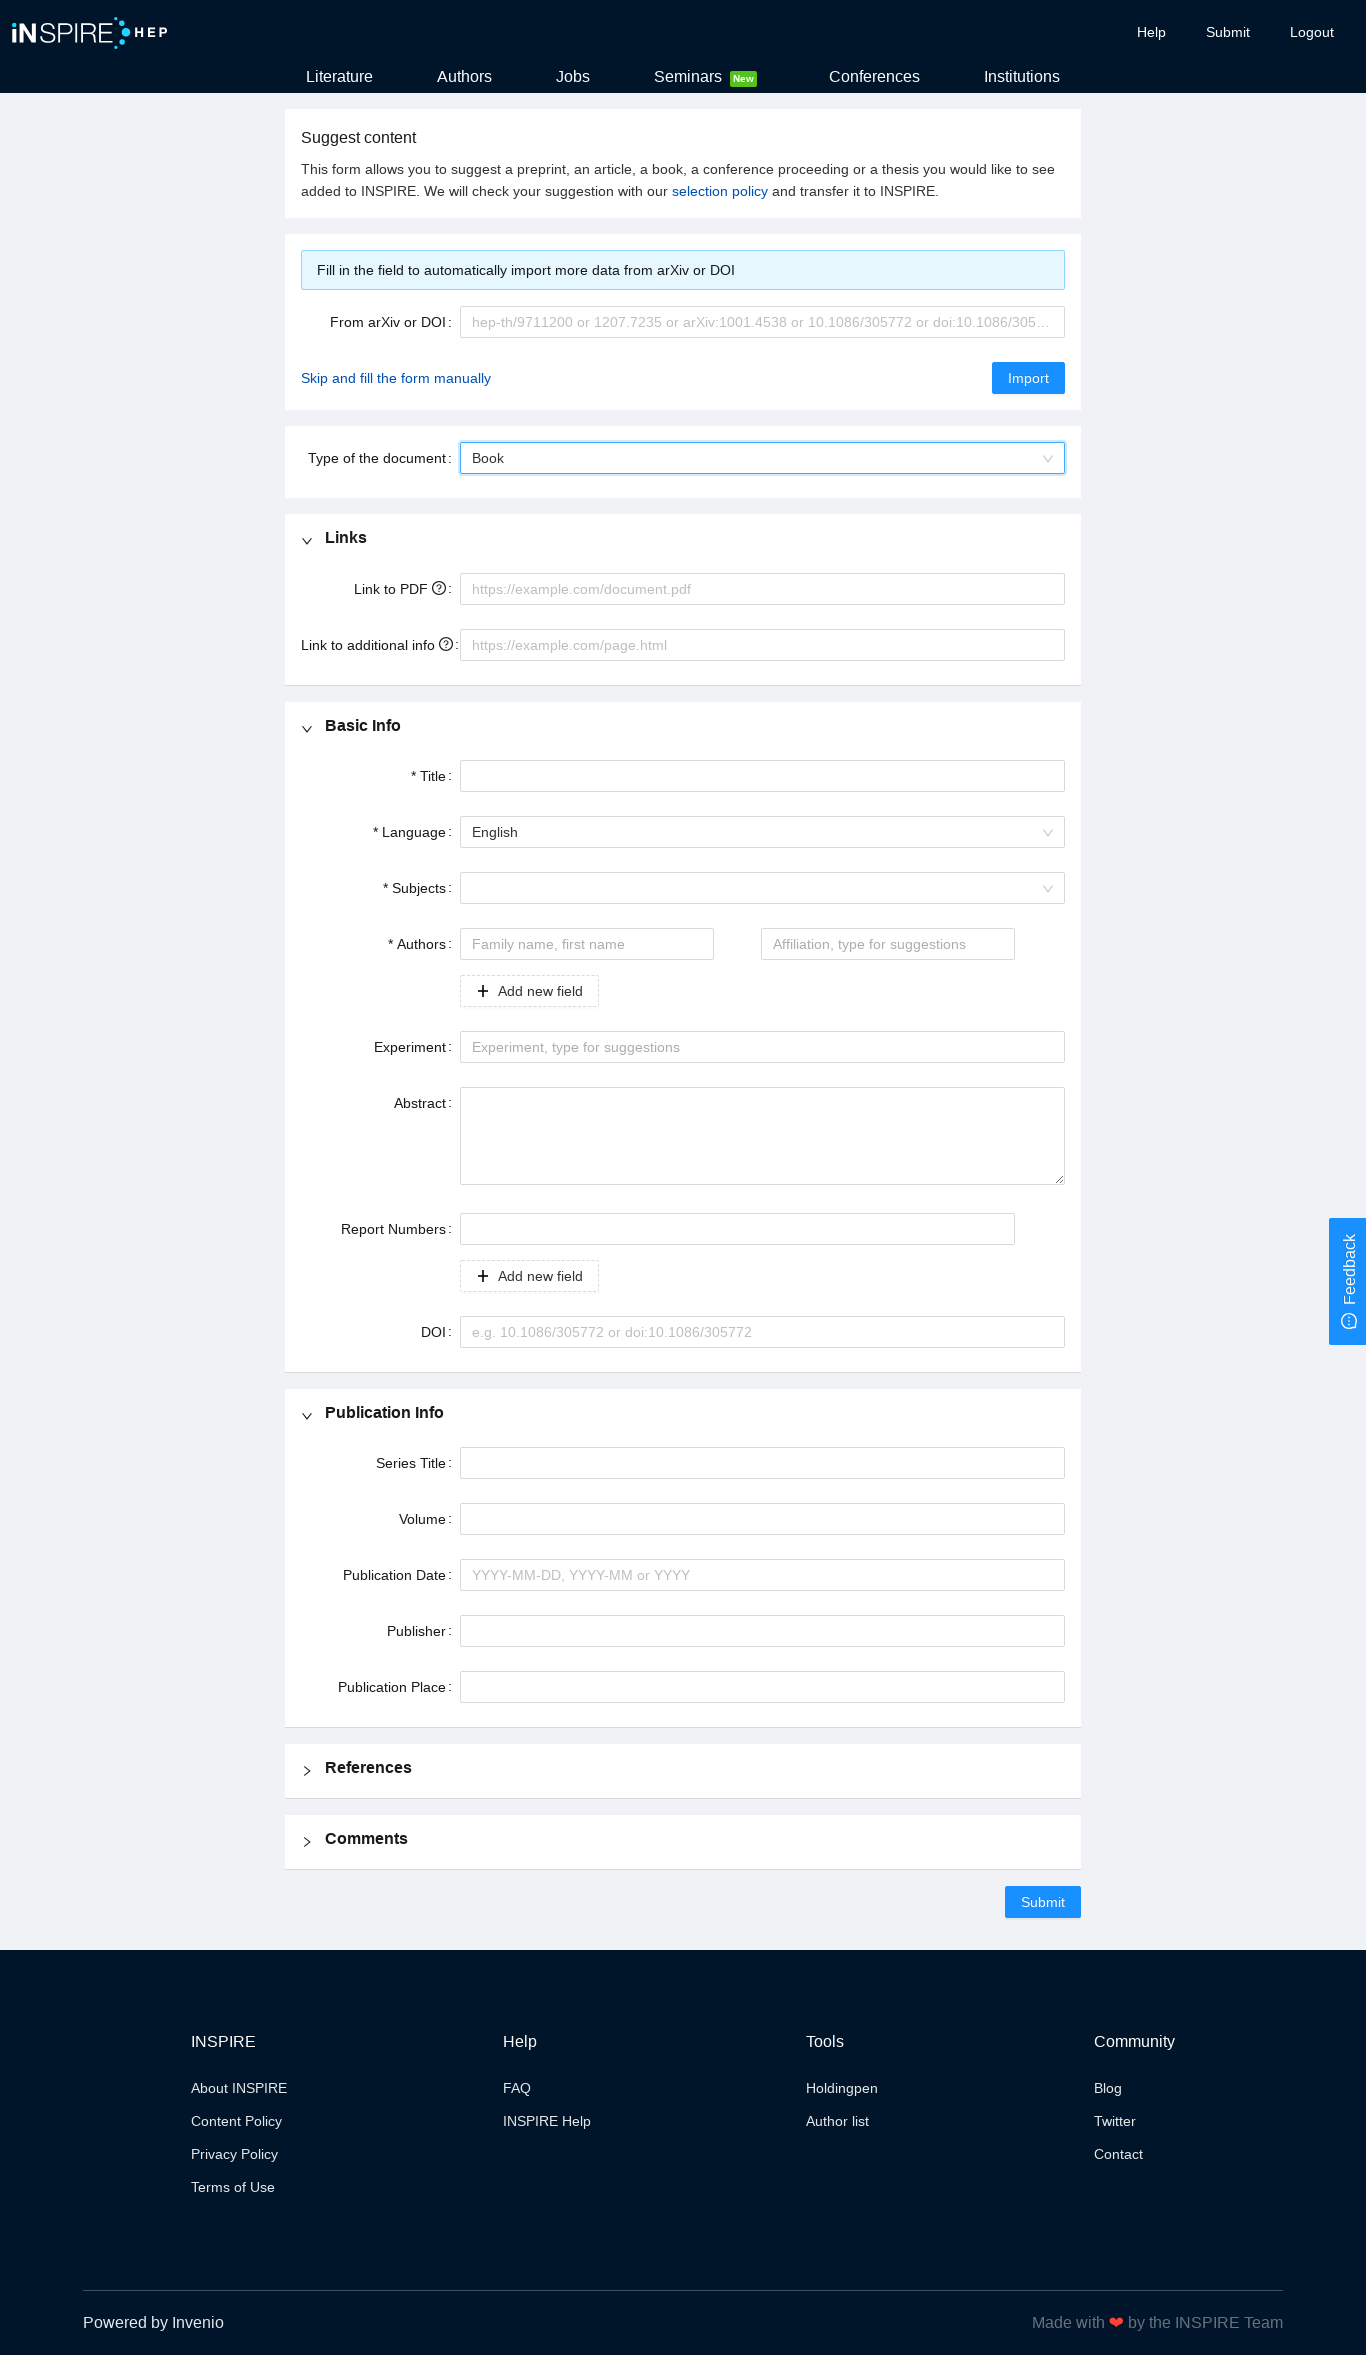 iNSPIRE HEP
Help Submit Logout
Literature Authors Jobs Seminars New Conferences Institutions
Suggest content
This form allows you to suggest a preprint, an article, a book, a conference proceeding or a thesis you would like to see
added to INSPIRE. We will check your suggestion with our selection policy and transfer it to INSPIRE.
Fill in the field to automatically import more data from arXiv or DOI
From arXiv or DOI : hep-th/9711200 or 1207.7235 or arXiv:1001.4538 or 10.1086/305772 or doi:10.1086/305…
Skip and fill the form manually Import
Type of the document : Book
Links
Link to PDF : https://example.com/document.pdf
Link to additional info : https://example.com/page.html
Basic Info
* Title :
* Language : English
* Subjects :
* Authors : Family name, first name Affiliation, type for suggestions
+ Add new field
Experiment : Experiment, type for suggestions
Abstract :
Report Numbers :
+ Add new field
Feedback
DOI : e.g. 10.1086/305772 or doi:10.1086/305772
Publication Info
Series Title :
Volume :
Publication Date : YYYY-MM-DD, YYYY-MM or YYYY
Publisher :
Publication Place :
References
Comments
Submit
INSPIRE Help Tools Community
About INSPIRE FAQ Holdingpen Blog
Content Policy INSPIRE Help Author list Twitter
Privacy Policy Contact
Terms of Use
Powered by Invenio Made with ❤ by the INSPIRE Team